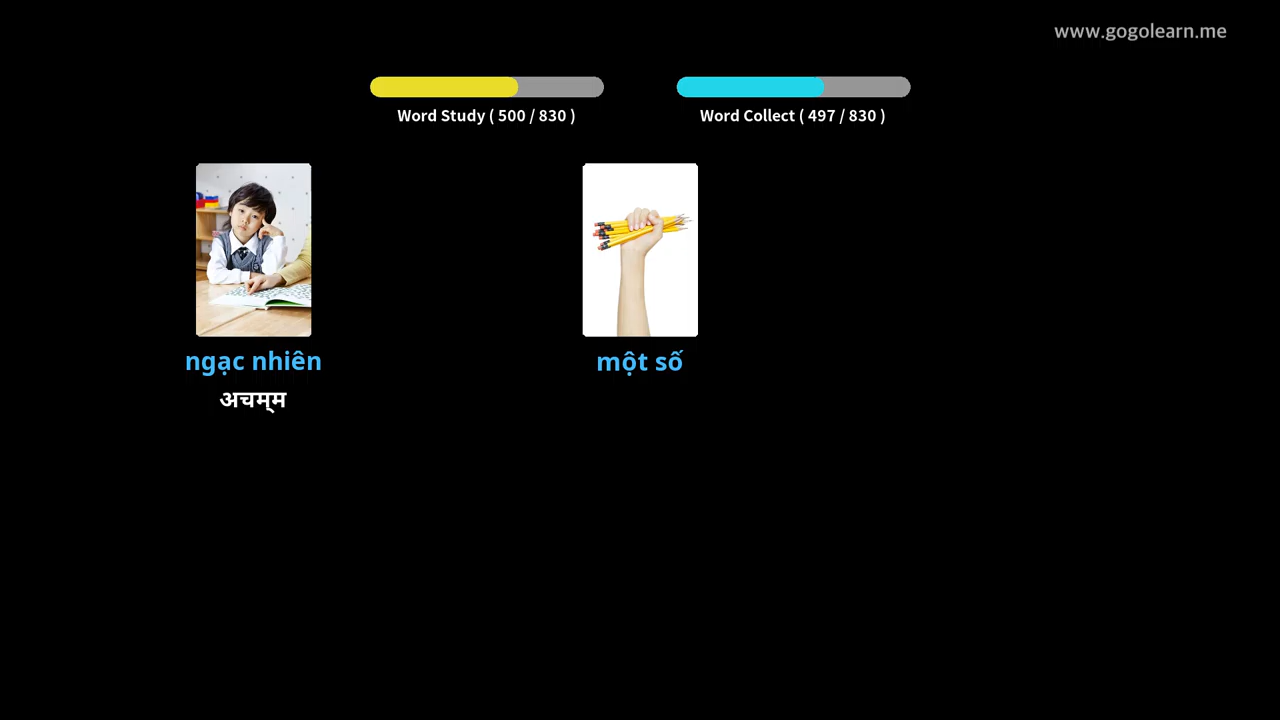 www.gogolearn.me
Word Study ( 500 / 830 )
Word Collect ( 497 / 830 )
ngạc nhiên
một số
अचम्‌म